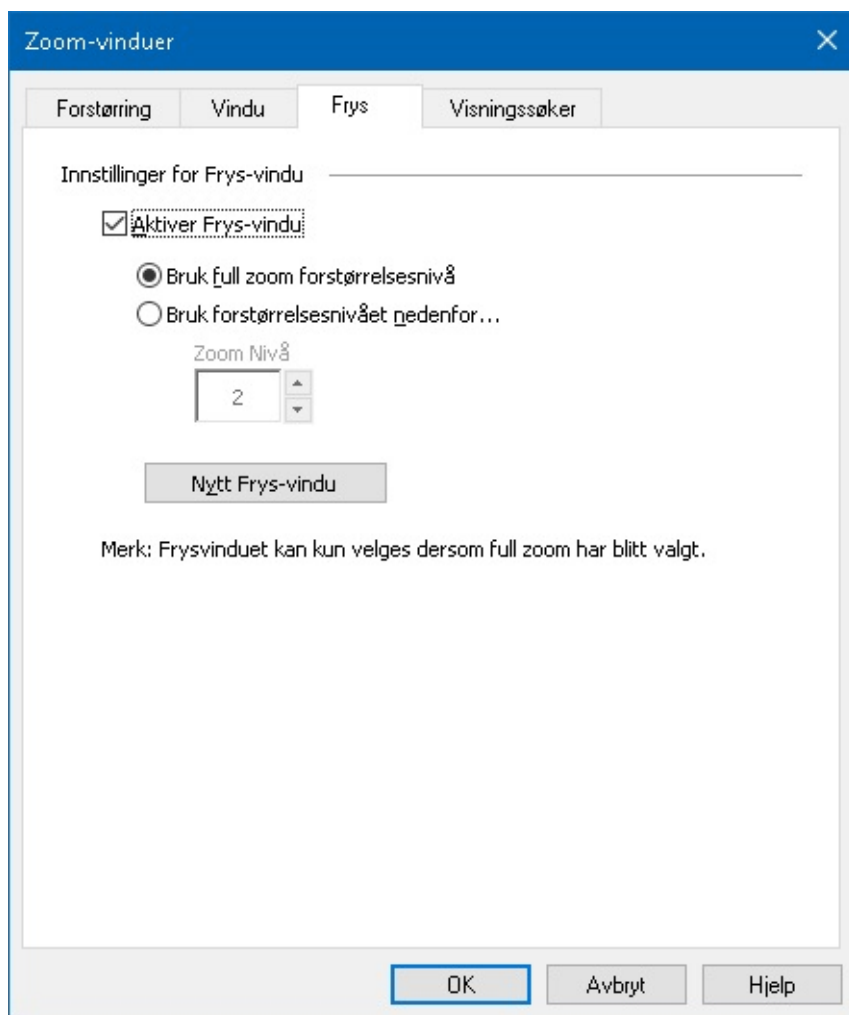 Zoom-vinduer
Forstørring Vindu Frys Visningssøker
Innstillinger for Frys-vindu
Aktiver Frys-vindu
Bruk full zoom forstørrelsesnivå
Bruk forstørrelsesnivået nedenfor...
Zoom Nivå
2
Nytt Frys-vindu
Merk: Frysvinduet kan kun velges dersom full zoom har blitt valgt.
OK Avbryt Hjelp